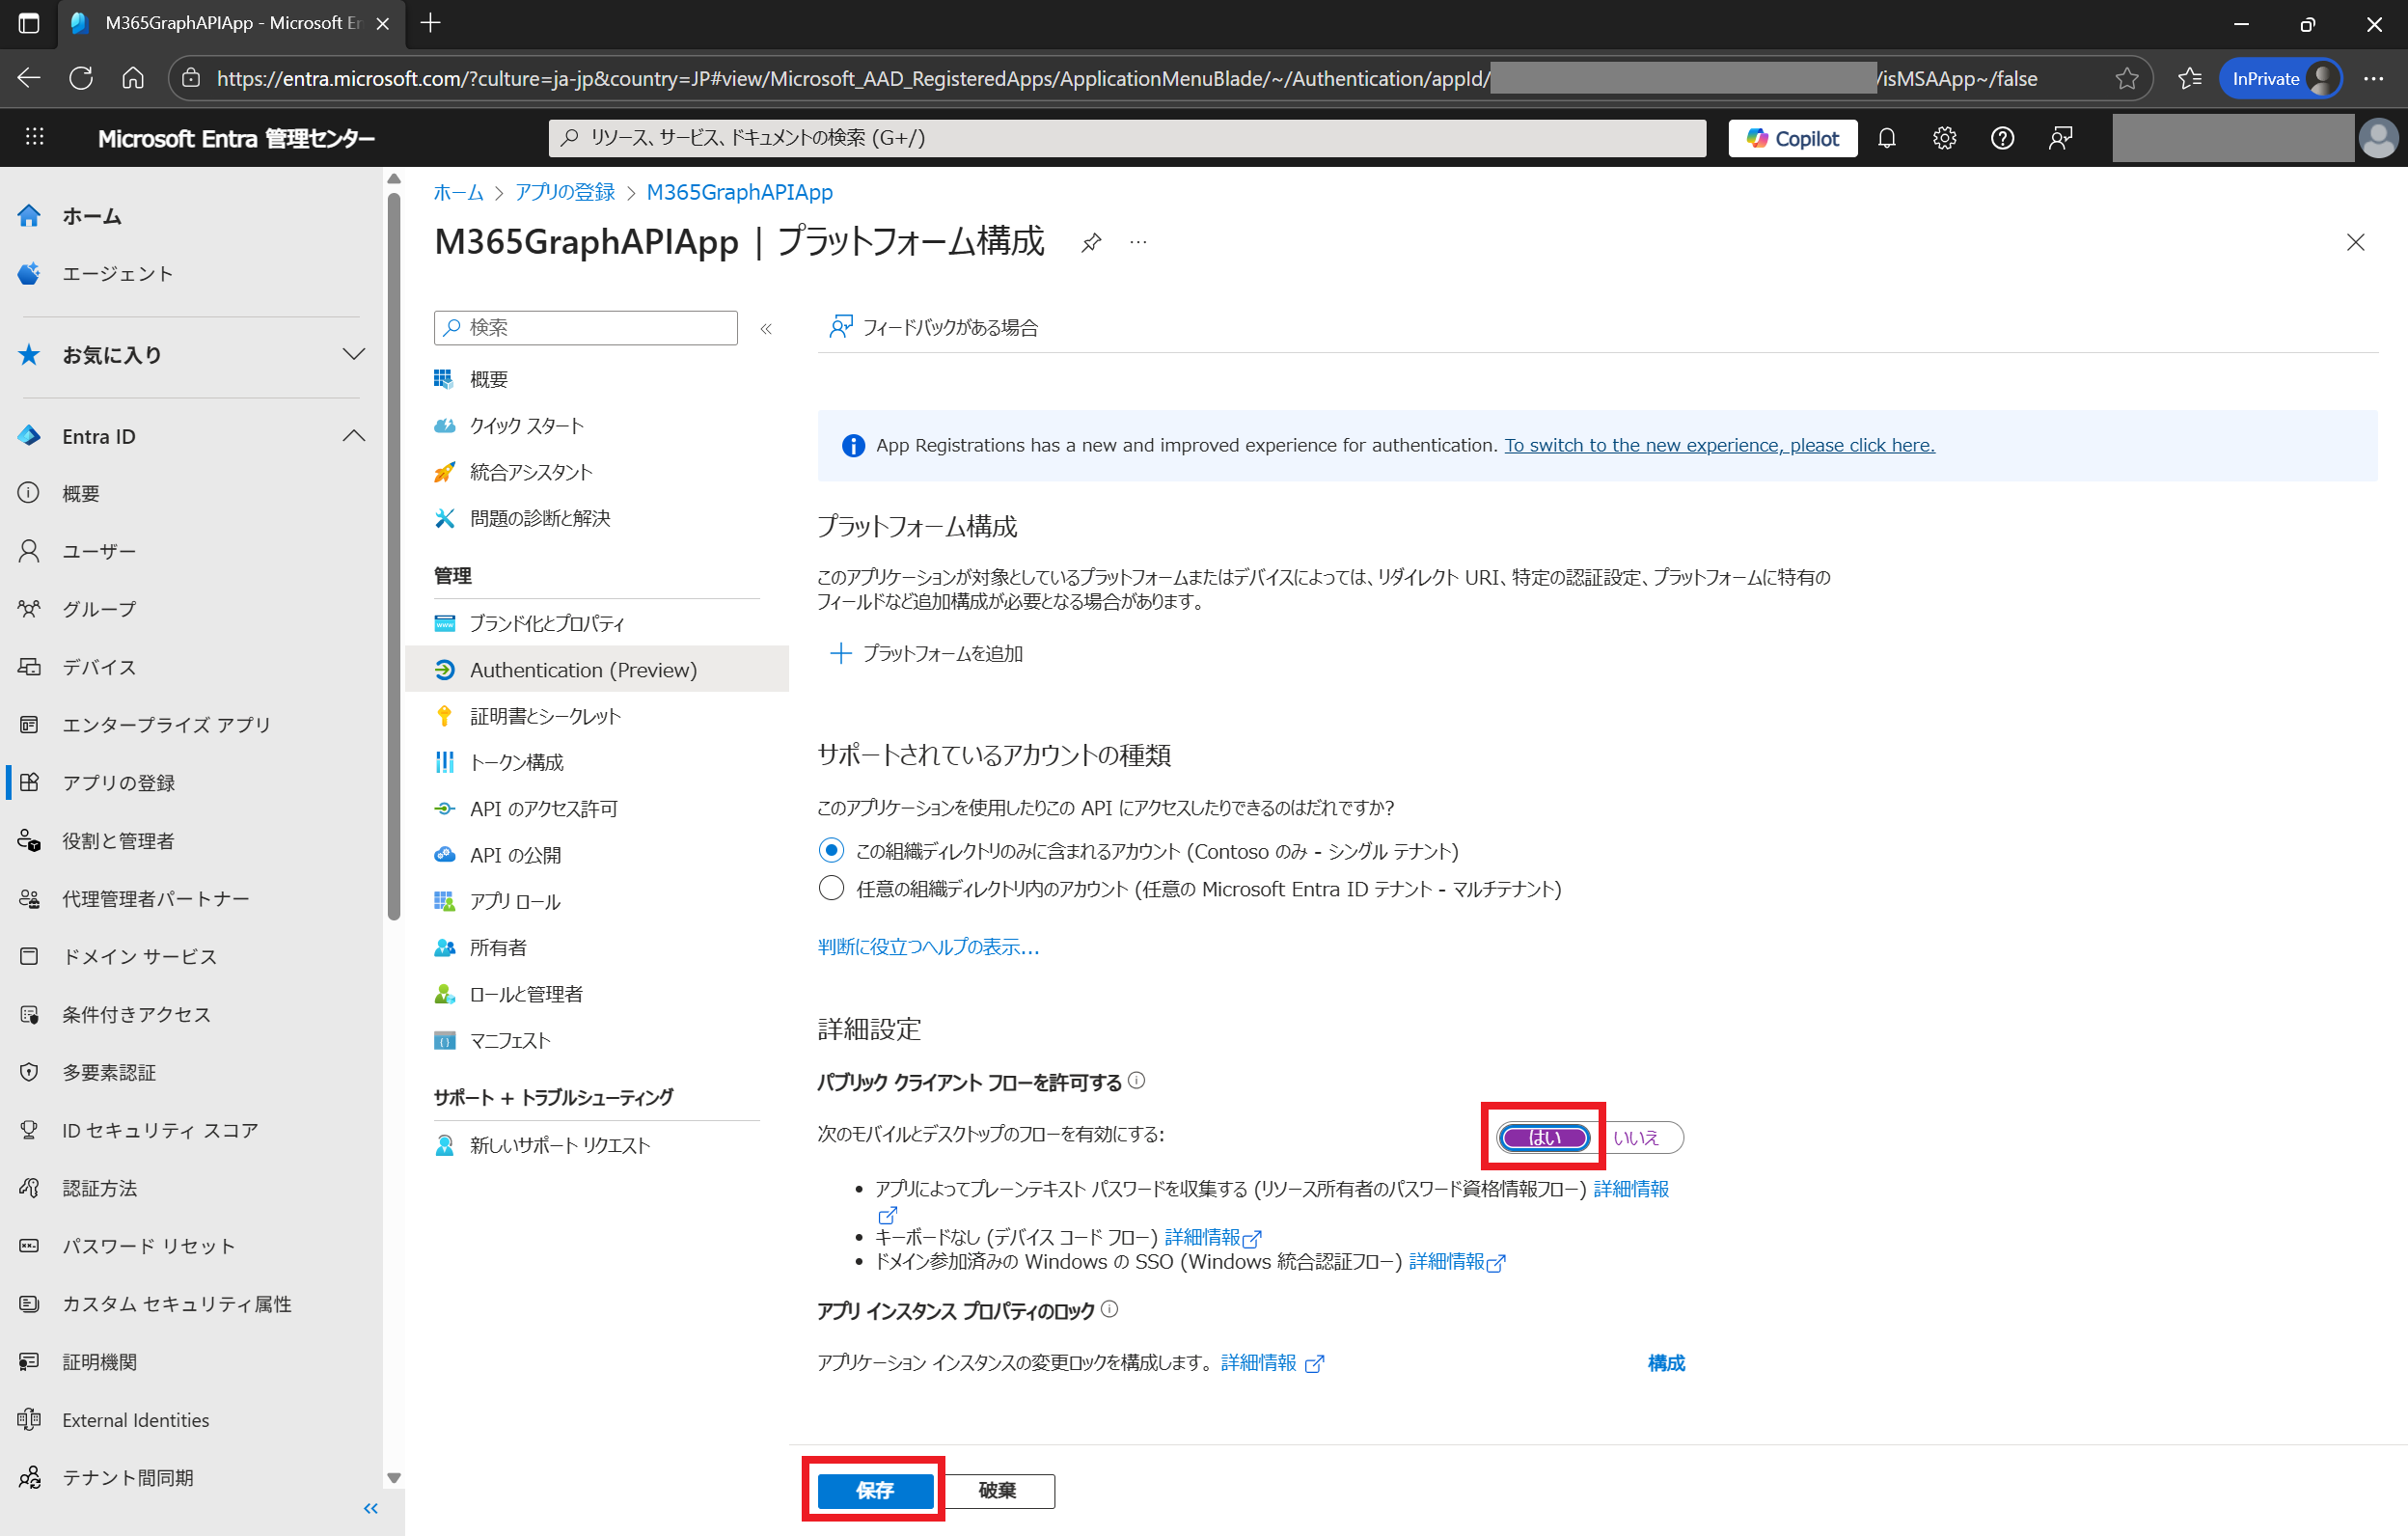 M365GraphAPIApp - Microsoft En
https://entra.microsoft.com/?culture=ja-jp&country=JP#view/Microsoft_AAD_RegisteredApps/ApplicationMenuBlade/~/Authentication/appId/
/isMSAApp~/false
InPrivate
Microsoft Entra 管理センター
リソース、サービス、ドキュメントの検索 (G+/)
Copilot
ホーム
エージェント
お気に入り
Entra ID
概要
ユーザー
グループ
デバイス
エンタープライズ アプリ
アプリの登録
役割と管理者
代理管理者パートナー
ドメイン サービス
条件付きアクセス
多要素認証
ID セキュリティ スコア
認証方法
パスワード リセット
カスタム セキュリティ属性
証明機関
External Identities
テナント間同期
ホーム > アプリの登録 > M365GraphAPIApp
M365GraphAPIApp | プラットフォーム構成
検索
概要
クイック スタート
統合アシスタント
問題の診断と解決
管理
ブランド化とプロパティ
Authentication (Preview)
証明書とシークレット
トークン構成
API のアクセス許可
API の公開
アプリ ロール
所有者
ロールと管理者
マニフェスト
サポート + トラブルシューティング
新しいサポート リクエスト
フィードバックがある場合
App Registrations has a new and improved experience for authentication. To switch to the new experience, please click here.
プラットフォーム構成
このアプリケーションが対象としているプラットフォームまたはデバイスによっては、リダイレクト URI、特定の認証設定、プラットフォームに特有の
フィールドなど追加構成が必要となる場合があります。
プラットフォームを追加
サポートされているアカウントの種類
このアプリケーションを使用したりこの API にアクセスしたりできるのはだれですか?
この組織ディレクトリのみに含まれるアカウント (Contoso のみ - シングル テナント)
任意の組織ディレクトリ内のアカウント (任意の Microsoft Entra ID テナント - マルチテナント)
判断に役立つヘルプの表示...
詳細設定
パブリック クライアント フローを許可する
次のモバイルとデスクトップのフローを有効にする:
はい いいえ
• アプリによってプレーンテキスト パスワードを収集する (リソース所有者のパスワード資格情報フロー) 詳細情報
• キーボードなし (デバイス コード フロー) 詳細情報
• ドメイン参加済みの Windows の SSO (Windows 統合認証フロー) 詳細情報
アプリ インスタンス プロパティのロック
アプリケーション インスタンスの変更ロックを構成します。 詳細情報
構成
保存 破棄